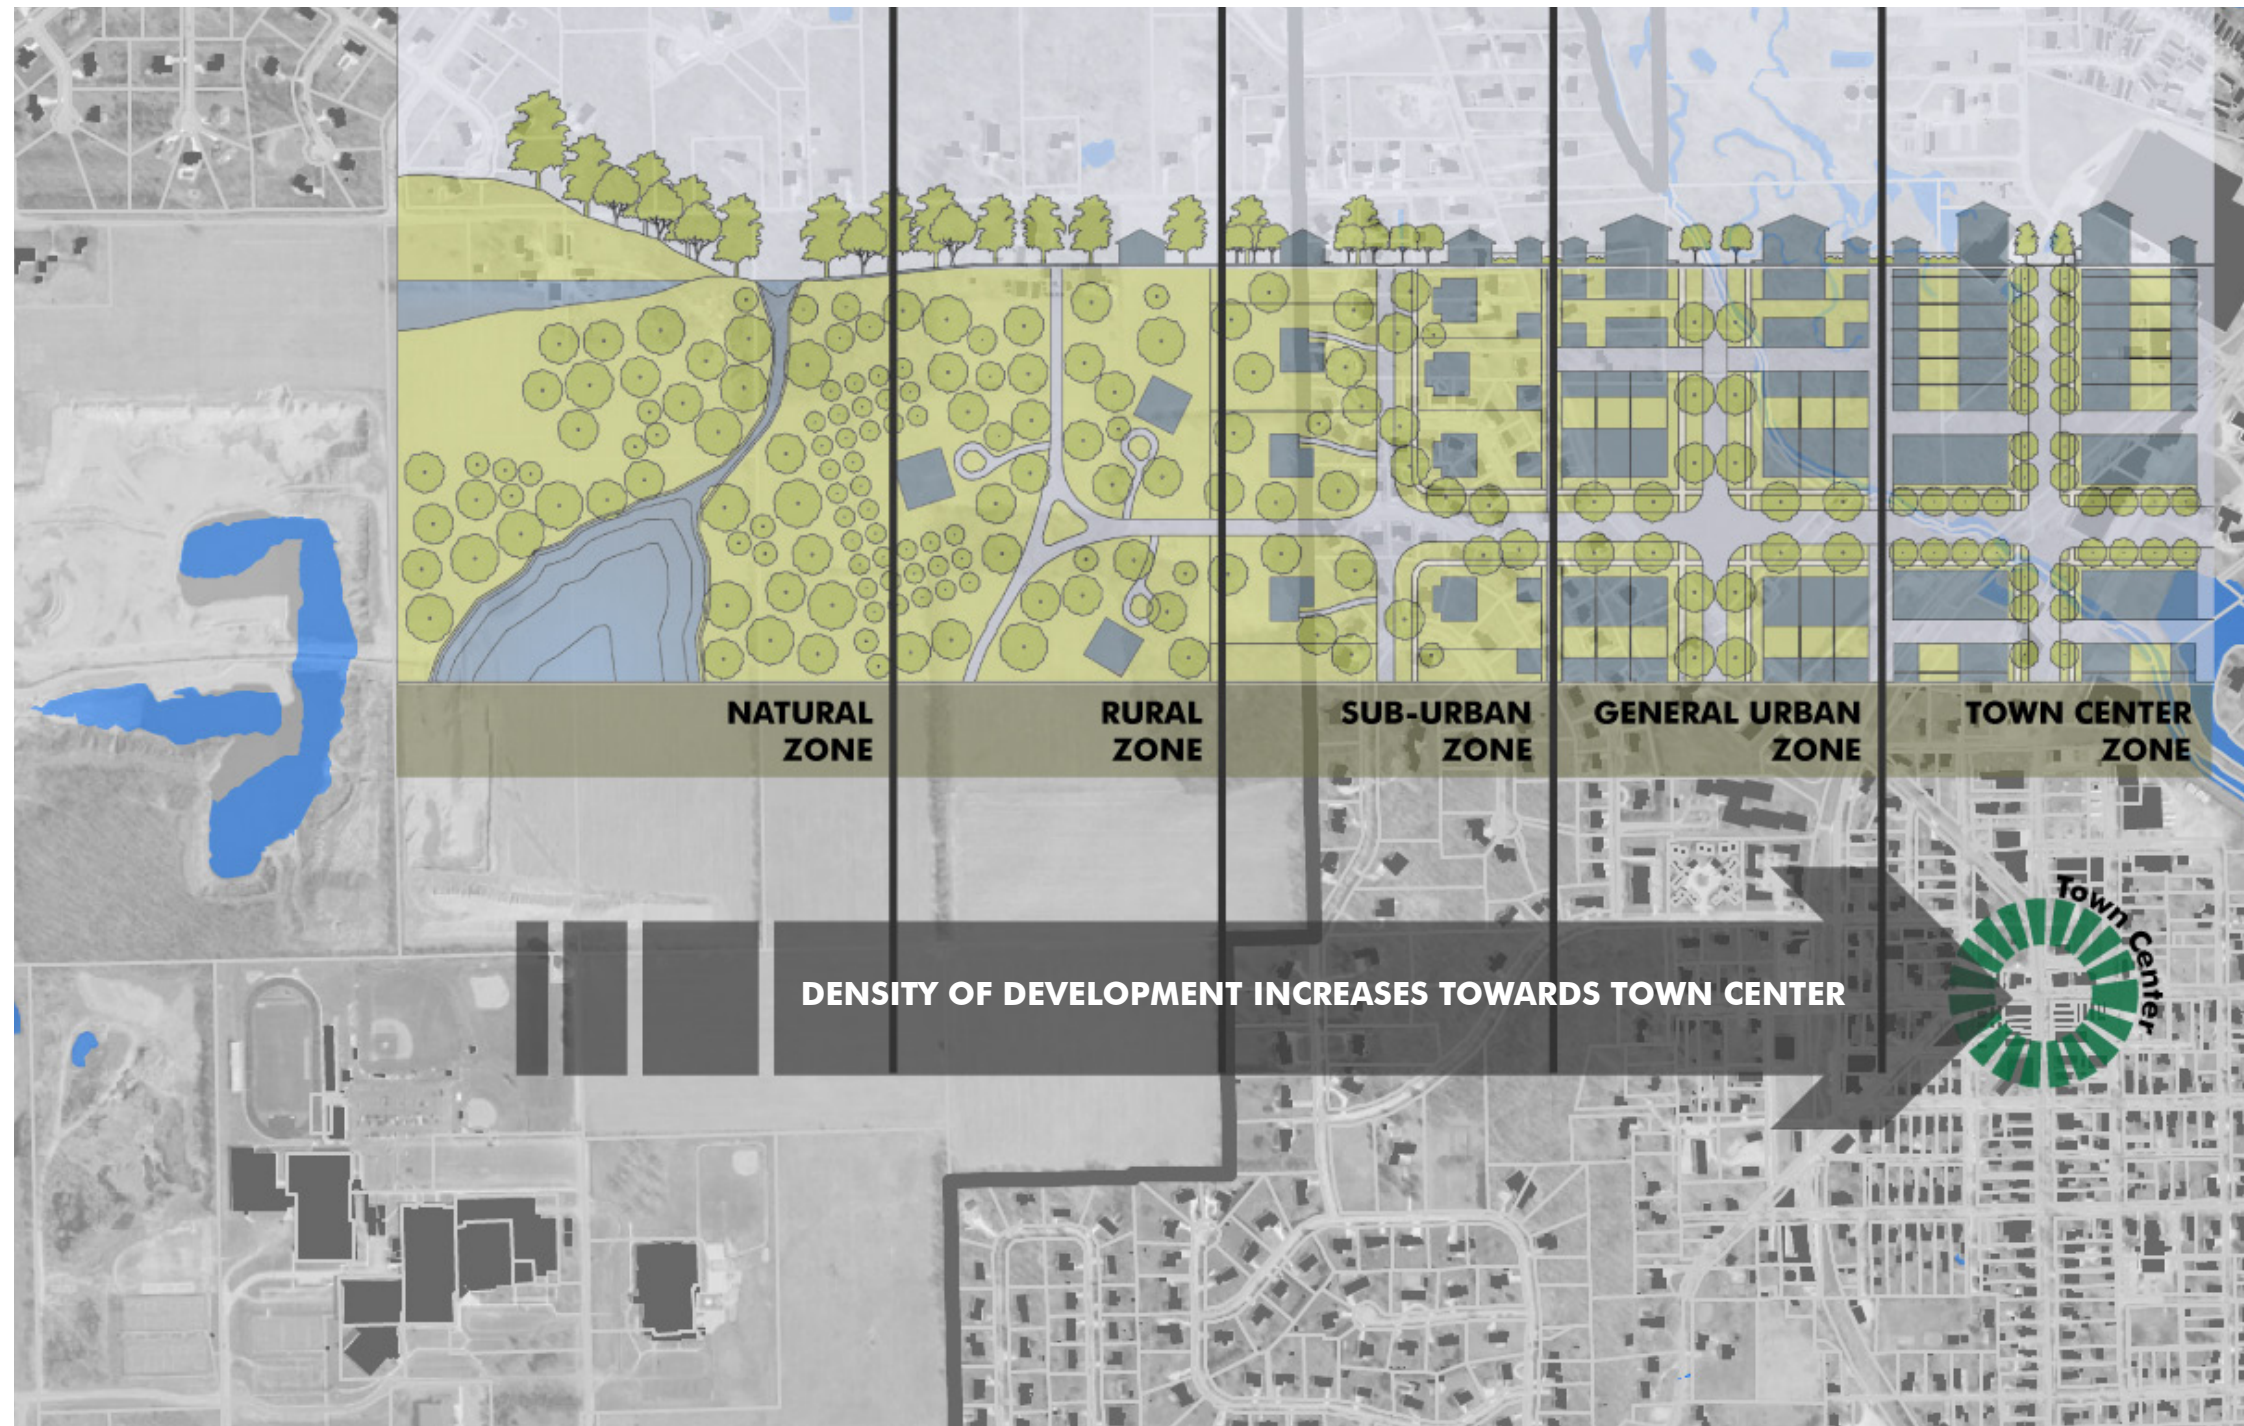 NATURAL
ZONE
RURAL
ZONE
SUB-URBAN
ZONE
GENERAL URBAN
ZONE
TOWN CENTER
ZONE
DENSITY OF DEVELOPMENT INCREASES TOWARDS TOWN CENTER
Town Center